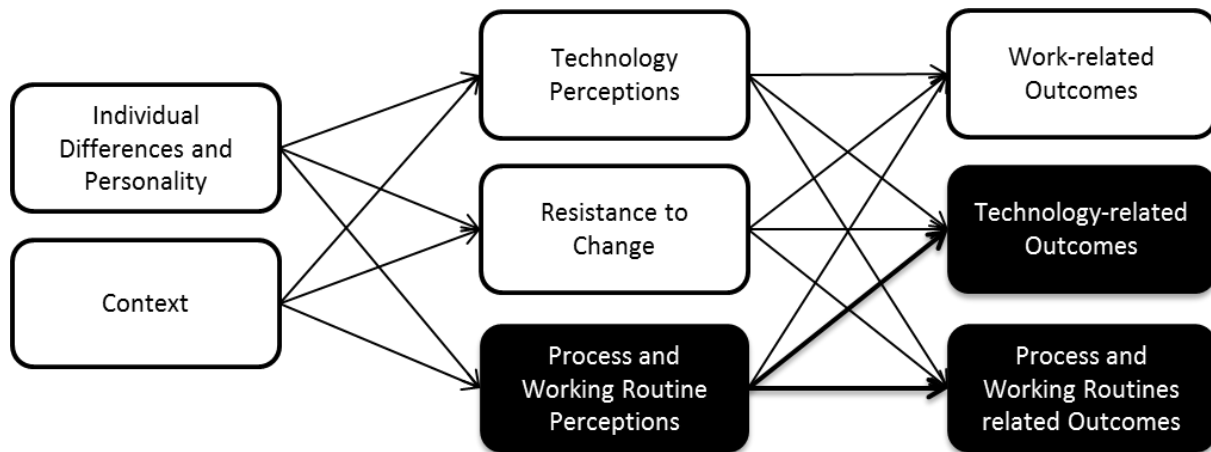 Individual
Differences and
Personality
Context
Technology
Perceptions
Resistance to
Change
Process and
Working Routine
Perceptions
Work-related
Outcomes
Technology-related
Outcomes
Process and
Working Routines
related Outcomes